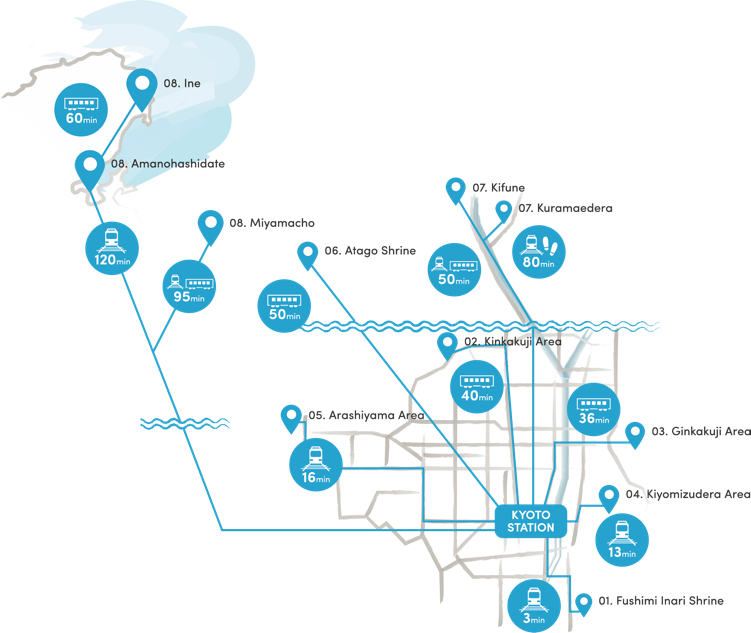 08. Ine
60min
08. Amanohashidate
07. Kifune
07. Kuramaedera
08. Miyamacho
06. Atago Shrine
120min
50min
80min
95min
50min
02. Kinkakuji Area
40min
36min
05. Arashiyama Area
03. Ginkakuji Area
16min
04. Kiyomizudera Area
KYOTO
STATION
13min
01. Fushimi Inari Shrine
3min